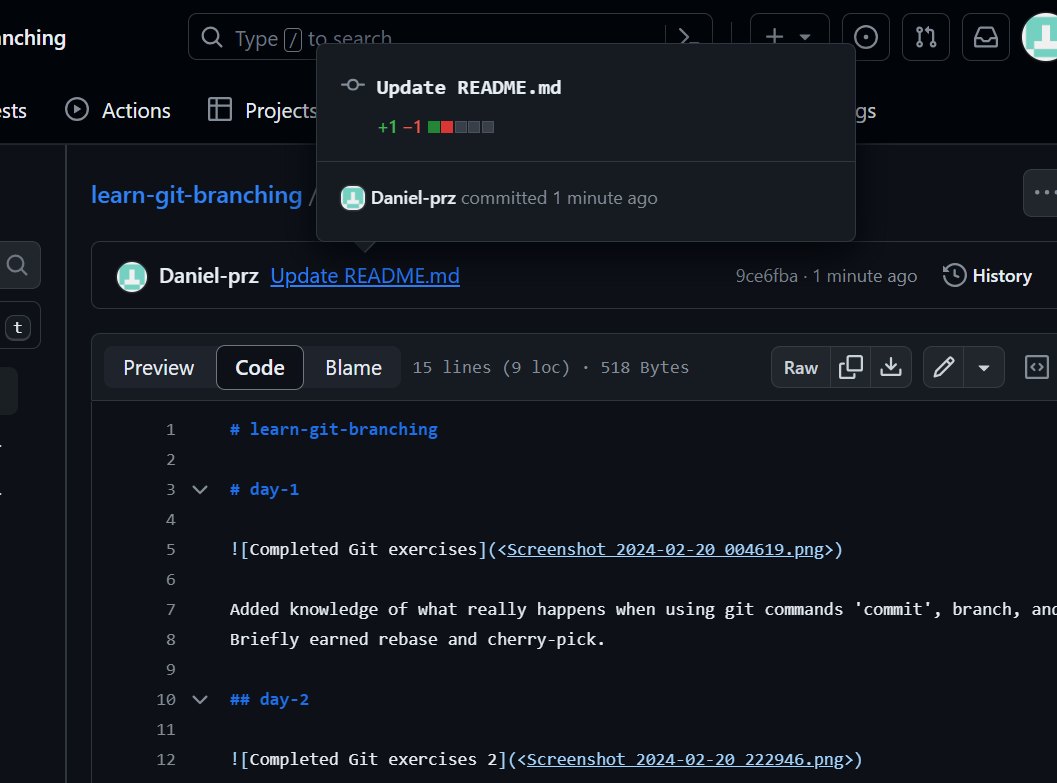 nching
Type / to search
Update README.md
+1 −1
Daniel-prz committed 1 minute ago
sts
Actions
Projects
gs
learn-git-branching /
Daniel-prz Update README.md
9ce6fba · 1 minute ago
History
t
Preview Code Blame 15 lines (9 loc) · 518 Bytes
Raw
1 # learn-git-branching
2
3 # day-1
4
5 ![Completed Git exercises](<Screenshot 2024-02-20 004619.png>)
6
7 Added knowledge of what really happens when using git commands 'commit', branch, and
8 Briefly earned rebase and cherry-pick.
9
10 ## day-2
11
12 ![Completed Git exercises 2](<Screenshot 2024-02-20 222946.png>)